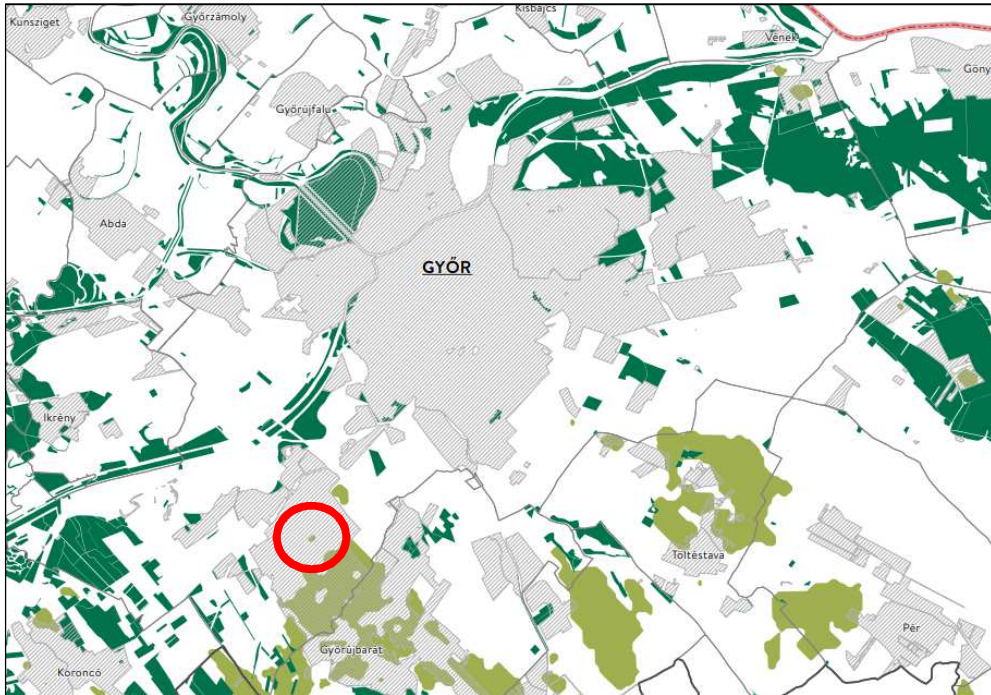 Kunsziget
Győrzámoly
Kisbajcs
Vének
Gönyű
Győrújfalu
Abda
GYŐR
Ikrény
Töltéstava
Győrújbarát
Pér
Koroncó